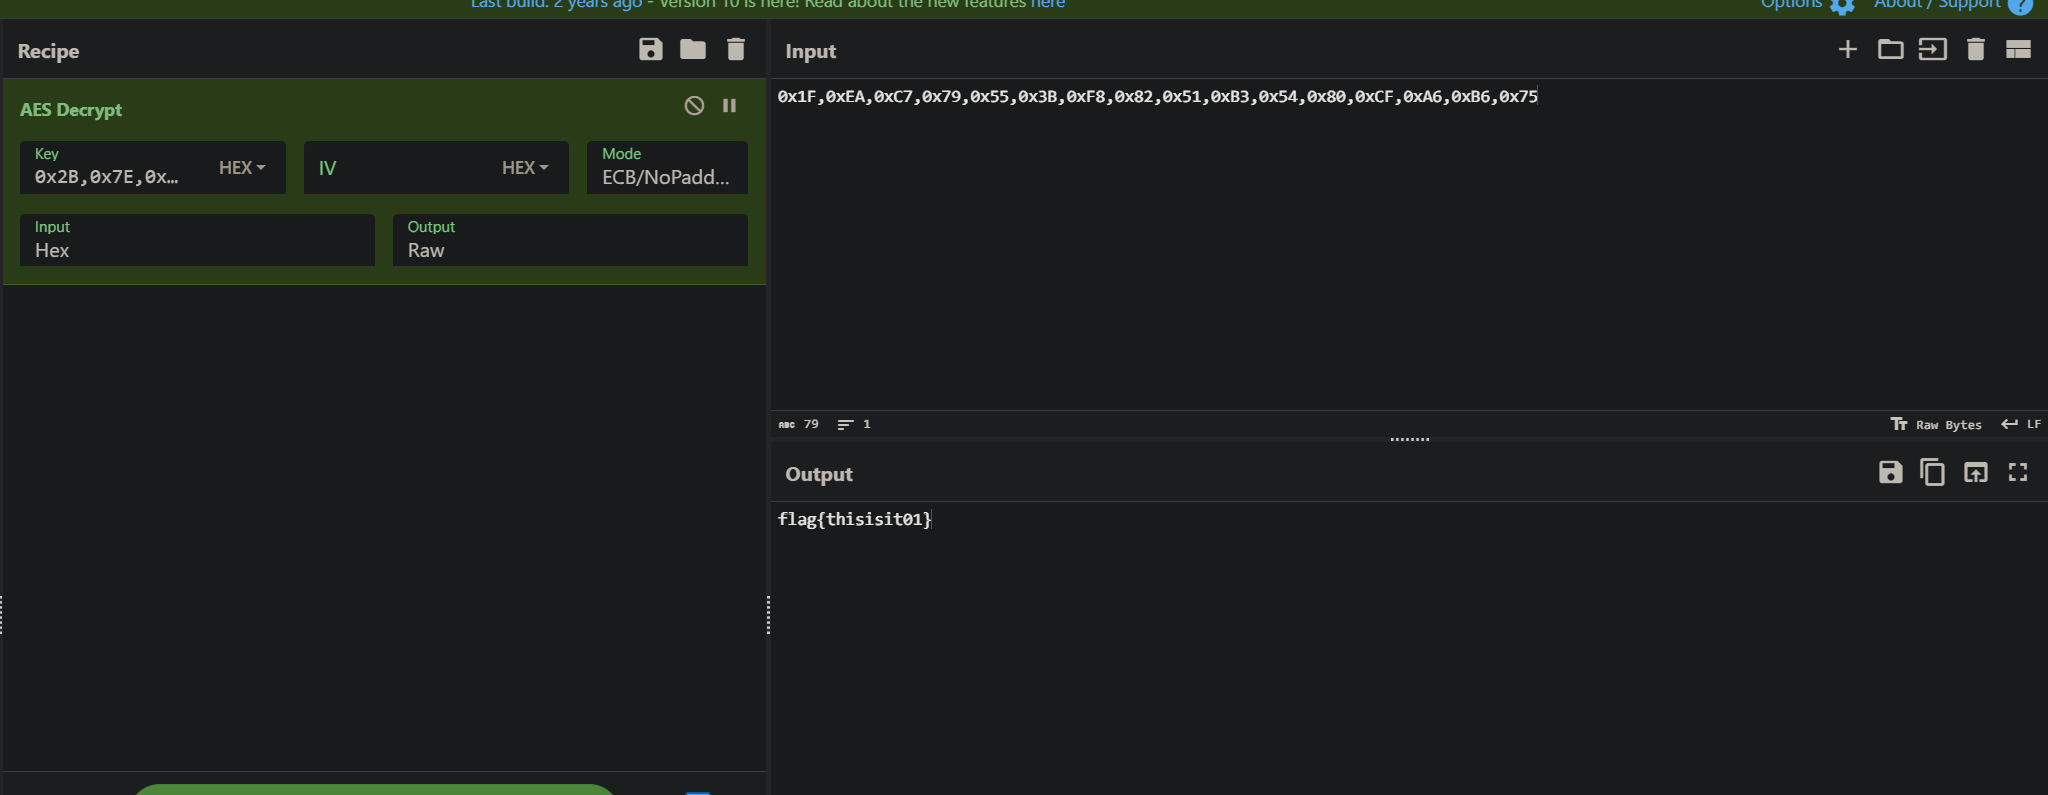 Last build: 2 years ago - Version 10 is here! Read about the new features here
Options
About / Support
Recipe
AES Decrypt
Key
0x2B,0x7E,0x…
HEX
IV
HEX
Mode
ECB/NoPadd…
Input
Hex
Output
Raw
Input
0x1F,0xEA,0xC7,0x79,0x55,0x3B,0xF8,0x82,0x51,0xB3,0x54,0x80,0xCF,0xA6,0xB6,0x75
ABC 79
1
Tт Raw Bytes
LF
Output
flag{thisisit01}